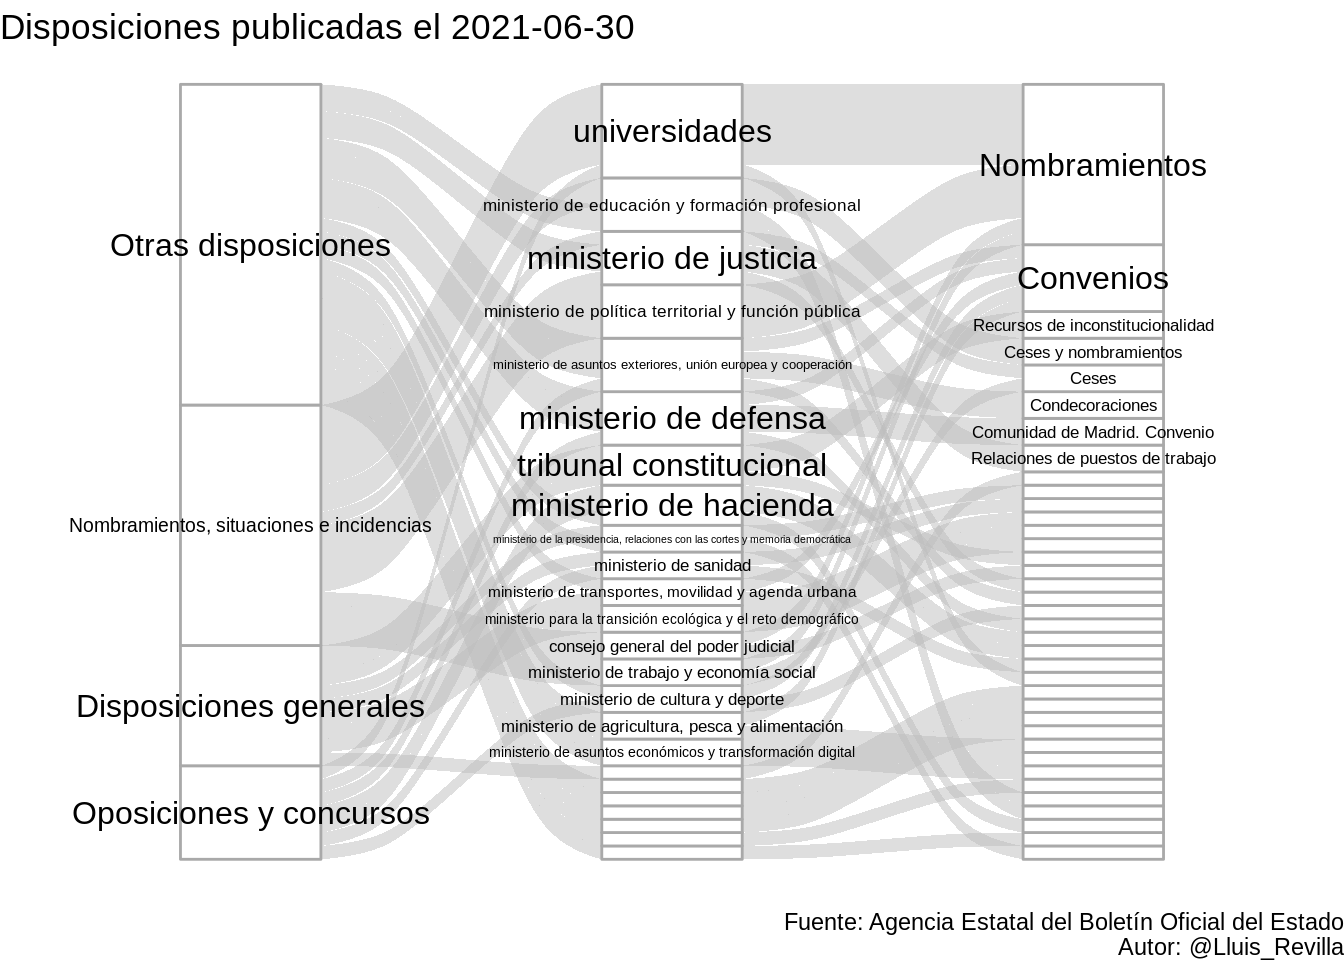 Disposiciones publicadas el 2021-06-30
Otras disposiciones
Nombramientos, situaciones e incidencias
Disposiciones generales
Oposiciones y concursos
universidades
ministerio de educación y formación profesional
ministerio de justicia
ministerio de política territorial y función pública
ministerio de asuntos exteriores, unión europea y cooperación
ministerio de defensa
tribunal constitucional
ministerio de hacienda
ministerio de la presidencia, relaciones con las cortes y memoria democrática
ministerio de sanidad
ministerio de transportes, movilidad y agenda urbana
ministerio para la transición ecológica y el reto demográfico
consejo general del poder judicial
ministerio de trabajo y economía social
ministerio de cultura y deporte
ministerio de agricultura, pesca y alimentación
ministerio de asuntos económicos y transformación digital
Nombramientos
Convenios
Recursos de inconstitucionalidad
Ceses y nombramientos
Ceses
Condecoraciones
Comunidad de Madrid. Convenio
Relaciones de puestos de trabajo
Fuente: Agencia Estatal del Boletín Oficial del Estado
Autor: @Lluis_Revilla